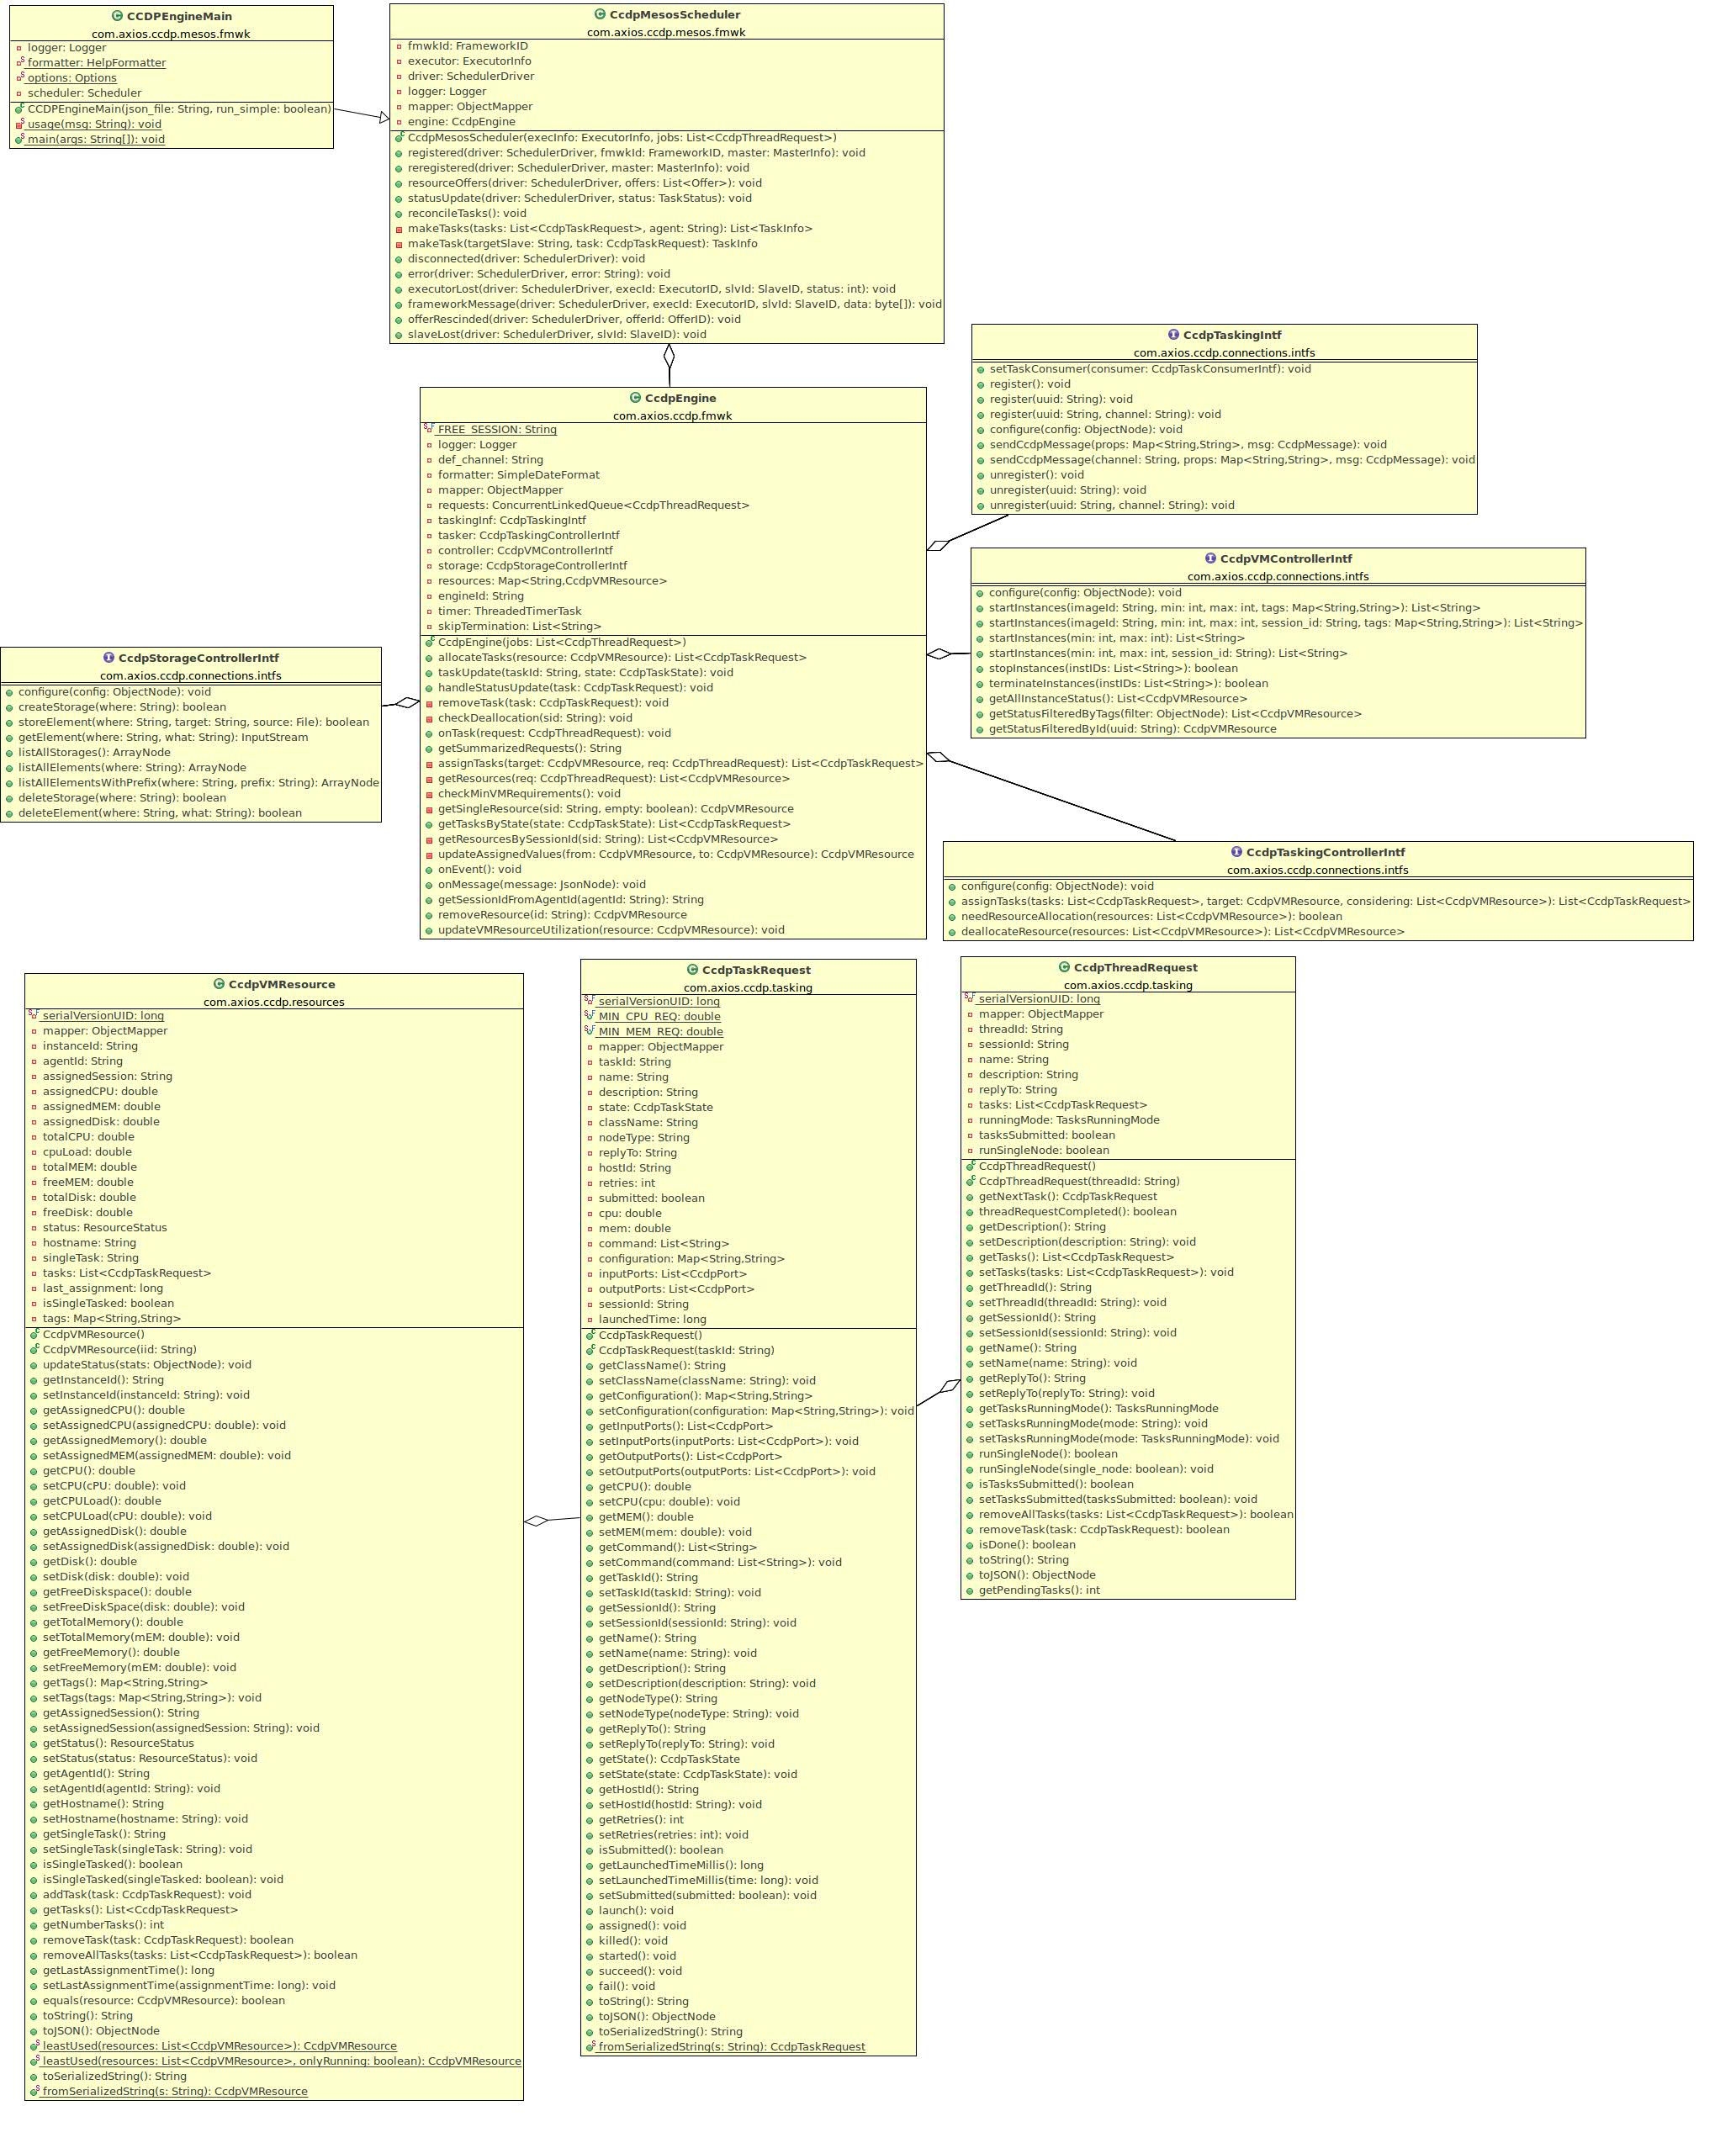 CCDPEngineMain
com.axios.ccdp.mesos.fmwk
logger: Logger
formatter: HelpFormatter
options: Options
scheduler: Scheduler
CCDPEngineMain(json_file: String, run_simple: boolean)
usage(msg: String): void
main(args: String[]): void
CcdpMesosScheduler
com.axios.ccdp.mesos.fmwk
fmwkId: FrameworkID
executor: ExecutorInfo
driver: SchedulerDriver
logger: Logger
mapper: ObjectMapper
engine: CcdpEngine
CcdpMesosScheduler(execInfo: ExecutorInfo, jobs: List<CcdpThreadRequest>)
registered(driver: SchedulerDriver, fmwkId: FrameworkID, master: MasterInfo): void
reregistered(driver: SchedulerDriver, master: MasterInfo): void
resourceOffers(driver: SchedulerDriver, offers: List<Offer>): void
statusUpdate(driver: SchedulerDriver, status: TaskStatus): void
reconcileTasks(): void
makeTasks(tasks: List<CcdpTaskRequest>, agent: String): List<TaskInfo>
makeTask(targetSlave: String, task: CcdpTaskRequest): TaskInfo
disconnected(driver: SchedulerDriver): void
error(driver: SchedulerDriver, error: String): void
executorLost(driver: SchedulerDriver, execId: ExecutorID, slvId: SlaveID, status: int): void
frameworkMessage(driver: SchedulerDriver, execId: ExecutorID, slvId: SlaveID, data: byte[]): void
offerRescinded(driver: SchedulerDriver, offerId: OfferID): void
slaveLost(driver: SchedulerDriver, slvId: SlaveID): void
CcdpTaskingIntf
com.axios.ccdp.connections.intfs
setTaskConsumer(consumer: CcdpTaskConsumerIntf): void
register(): void
register(uuid: String): void
register(uuid: String, channel: String): void
configure(config: ObjectNode): void
sendCcdpMessage(props: Map<String,String>, msg: CcdpMessage): void
sendCcdpMessage(channel: String, props: Map<String,String>, msg: CcdpMessage): void
unregister(): void
unregister(uuid: String): void
unregister(uuid: String, channel: String): void
CcdpEngine
com.axios.ccdp.fmwk
FREE_SESSION: String
logger: Logger
def_channel: String
formatter: SimpleDateFormat
mapper: ObjectMapper
requests: ConcurrentLinkedQueue<CcdpThreadRequest>
taskingInf: CcdpTaskingIntf
tasker: CcdpTaskingControllerIntf
controller: CcdpVMControllerIntf
storage: CcdpStorageControllerIntf
resources: Map<String,CcdpVMResource>
engineId: String
timer: ThreadedTimerTask
skipTermination: List<String>
CcdpEngine(jobs: List<CcdpThreadRequest>)
allocateTasks(resource: CcdpVMResource): List<CcdpTaskRequest>
taskUpdate(taskId: String, state: CcdpTaskState): void
handleStatusUpdate(task: CcdpTaskRequest): void
removeTask(task: CcdpTaskRequest): void
checkDeallocation(sid: String): void
onTask(request: CcdpThreadRequest): void
getSummarizedRequests(): String
assignTasks(target: CcdpVMResource, req: CcdpThreadRequest): List<CcdpTaskRequest>
getResources(req: CcdpThreadRequest): List<CcdpVMResource>
checkMinVMRequirements(): void
getSingleResource(sid: String, empty: boolean): CcdpVMResource
getTasksByState(state: CcdpTaskState): List<CcdpTaskRequest>
getResourcesBySessionId(sid: String): List<CcdpVMResource>
updateAssignedValues(from: CcdpVMResource, to: CcdpVMResource): CcdpVMResource
onEvent(): void
onMessage(message: JsonNode): void
getSessionIdFromAgentId(agentId: String): String
removeResource(id: String): CcdpVMResource
updateVMResourceUtilization(resource: CcdpVMResource): void
CcdpVMControllerIntf
com.axios.ccdp.connections.intfs
configure(config: ObjectNode): void
startInstances(imageId: String, min: int, max: int, tags: Map<String,String>): List<String>
startInstances(imageId: String, min: int, max: int, session_id: String, tags: Map<String,String>): List<String>
startInstances(min: int, max: int): List<String>
startInstances(min: int, max: int, session_id: String): List<String>
stopInstances(instIDs: List<String>): boolean
terminateInstances(instIDs: List<String>): boolean
getAllInstanceStatus(): List<CcdpVMResource>
getStatusFilteredByTags(filter: ObjectNode): List<CcdpVMResource>
getStatusFilteredById(uuid: String): CcdpVMResource
CcdpStorageControllerIntf
com.axios.ccdp.connections.intfs
configure(config: ObjectNode): void
createStorage(where: String): boolean
storeElement(where: String, target: String, source: File): boolean
getElement(where: String, what: String): InputStream
listAllStorages(): ArrayNode
listAllElements(where: String): ArrayNode
listAllElementsWithPrefix(where: String, prefix: String): ArrayNode
deleteStorage(where: String): boolean
deleteElement(where: String, what: String): boolean
CcdpTaskingControllerIntf
com.axios.ccdp.connections.intfs
configure(config: ObjectNode): void
assignTasks(tasks: List<CcdpTaskRequest>, target: CcdpVMResource, considering: List<CcdpVMResource>): List<CcdpTaskRequest>
needResourceAllocation(resources: List<CcdpVMResource>): boolean
deallocateResource(resources: List<CcdpVMResource>): List<CcdpVMResource>
CcdpVMResource
com.axios.ccdp.resources
serialVersionUID: long
mapper: ObjectMapper
instanceId: String
agentId: String
assignedSession: String
assignedCPU: double
assignedMEM: double
assignedDisk: double
totalCPU: double
cpuLoad: double
totalMEM: double
freeMEM: double
totalDisk: double
freeDisk: double
status: ResourceStatus
hostname: String
singleTask: String
tasks: List<CcdpTaskRequest>
last_assignment: long
isSingleTasked: boolean
tags: Map<String,String>
CcdpVMResource()
CcdpVMResource(iid: String)
updateStatus(stats: ObjectNode): void
getInstanceId(): String
setInstanceId(instanceId: String): void
getAssignedCPU(): double
setAssignedCPU(assignedCPU: double): void
getAssignedMemory(): double
setAssignedMEM(assignedMEM: double): void
getCPU(): double
setCPU(cPU: double): void
getCPULoad(): double
setCPULoad(cPU: double): void
getAssignedDisk(): double
setAssignedDisk(assignedDisk: double): void
getDisk(): double
setDisk(disk: double): void
getFreeDiskspace(): double
setFreeDiskSpace(disk: double): void
getTotalMemory(): double
setTotalMemory(mEM: double): void
getFreeMemory(): double
setFreeMemory(mEM: double): void
getTags(): Map<String,String>
setTags(tags: Map<String,String>): void
getAssignedSession(): String
setAssignedSession(assignedSession: String): void
getStatus(): ResourceStatus
setStatus(status: ResourceStatus): void
getAgentId(): String
setAgentId(agentId: String): void
getHostname(): String
setHostname(hostname: String): void
getSingleTask(): String
setSingleTask(singleTask: String): void
isSingleTasked(): boolean
isSingleTasked(singleTasked: boolean): void
addTask(task: CcdpTaskRequest): void
getTasks(): List<CcdpTaskRequest>
getNumberTasks(): int
removeTask(task: CcdpTaskRequest): boolean
removeAllTasks(tasks: List<CcdpTaskRequest>): boolean
getLastAssignmentTime(): long
setLastAssignmentTime(assignmentTime: long): void
equals(resource: CcdpVMResource): boolean
toString(): String
toJSON(): ObjectNode
leastUsed(resources: List<CcdpVMResource>): CcdpVMResource
leastUsed(resources: List<CcdpVMResource>, onlyRunning: boolean): CcdpVMResource
toSerializedString(): String
fromSerializedString(s: String): CcdpVMResource
CcdpTaskRequest
com.axios.ccdp.tasking
serialVersionUID: long
MIN_CPU_REQ: double
MIN_MEM_REQ: double
mapper: ObjectMapper
taskId: String
name: String
description: String
state: CcdpTaskState
className: String
nodeType: String
replyTo: String
hostId: String
retries: int
submitted: boolean
cpu: double
mem: double
command: List<String>
configuration: Map<String,String>
inputPorts: List<CcdpPort>
outputPorts: List<CcdpPort>
sessionId: String
launchedTime: long
CcdpTaskRequest()
CcdpTaskRequest(taskId: String)
getClassName(): String
setClassName(className: String): void
getConfiguration(): Map<String,String>
setConfiguration(configuration: Map<String,String>): void
getInputPorts(): List<CcdpPort>
setInputPorts(inputPorts: List<CcdpPort>): void
getOutputPorts(): List<CcdpPort>
setOutputPorts(outputPorts: List<CcdpPort>): void
getCPU(): double
setCPU(cpu: double): void
getMEM(): double
setMEM(mem: double): void
getCommand(): List<String>
setCommand(command: List<String>): void
getTaskId(): String
setTaskId(taskId: String): void
getSessionId(): String
setSessionId(sessionId: String): void
getName(): String
setName(name: String): void
getDescription(): String
setDescription(description: String): void
getNodeType(): String
setNodeType(nodeType: String): void
getReplyTo(): String
setReplyTo(replyTo: String): void
getState(): CcdpTaskState
setState(state: CcdpTaskState): void
getHostId(): String
setHostId(hostId: String): void
getRetries(): int
setRetries(retries: int): void
isSubmitted(): boolean
getLaunchedTimeMillis(): long
setLaunchedTimeMillis(time: long): void
setSubmitted(submitted: boolean): void
launch(): void
assigned(): void
killed(): void
started(): void
succeed(): void
fail(): void
toString(): String
toJSON(): ObjectNode
toSerializedString(): String
fromSerializedString(s: String): CcdpTaskRequest
CcdpThreadRequest
com.axios.ccdp.tasking
serialVersionUID: long
mapper: ObjectMapper
threadId: String
sessionId: String
name: String
description: String
replyTo: String
tasks: List<CcdpTaskRequest>
runningMode: TasksRunningMode
tasksSubmitted: boolean
runSingleNode: boolean
CcdpThreadRequest()
CcdpThreadRequest(threadId: String)
getNextTask(): CcdpTaskRequest
threadRequestCompleted(): boolean
getDescription(): String
setDescription(description: String): void
getTasks(): List<CcdpTaskRequest>
setTasks(tasks: List<CcdpTaskRequest>): void
getThreadId(): String
setThreadId(threadId: String): void
getSessionId(): String
setSessionId(sessionId: String): void
getName(): String
setName(name: String): void
getReplyTo(): String
setReplyTo(replyTo: String): void
getTasksRunningMode(): TasksRunningMode
setTasksRunningMode(mode: String): void
setTasksRunningMode(mode: TasksRunningMode): void
runSingleNode(): boolean
runSingleNode(single_node: boolean): void
isTasksSubmitted(): boolean
setTasksSubmitted(tasksSubmitted: boolean): void
removeAllTasks(tasks: List<CcdpTaskRequest>): boolean
removeTask(task: CcdpTaskRequest): boolean
isDone(): boolean
toString(): String
toJSON(): ObjectNode
getPendingTasks(): int